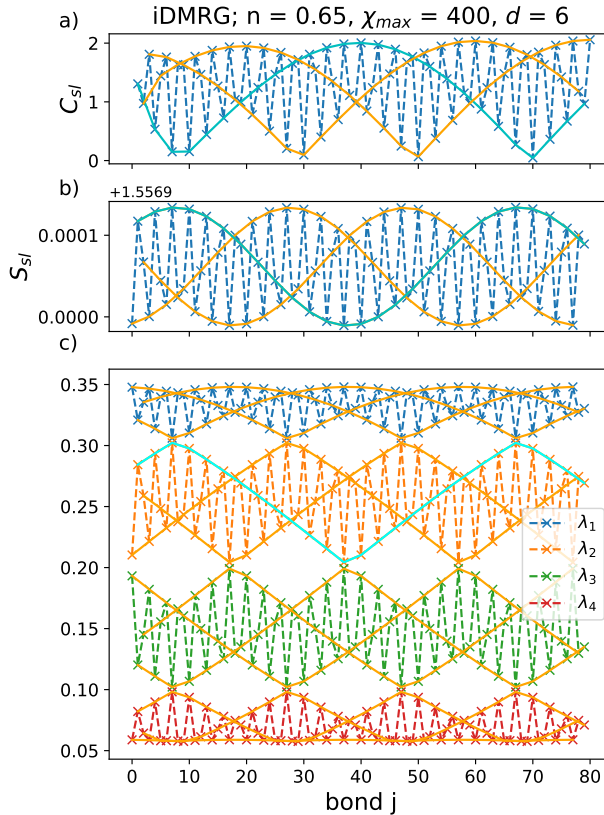 iDMRG; n = 0.65, χmax = 400, d = 6
a)
2
1
0
C_sl
b)
+1.5569
0.0001
0.0000
S_sl
c)
0.35
0.30
0.25
0.20
0.15
0.10
0.05
λ1
λ2
λ3
λ4
0 10 20 30 40 50 60 70 80
bond j